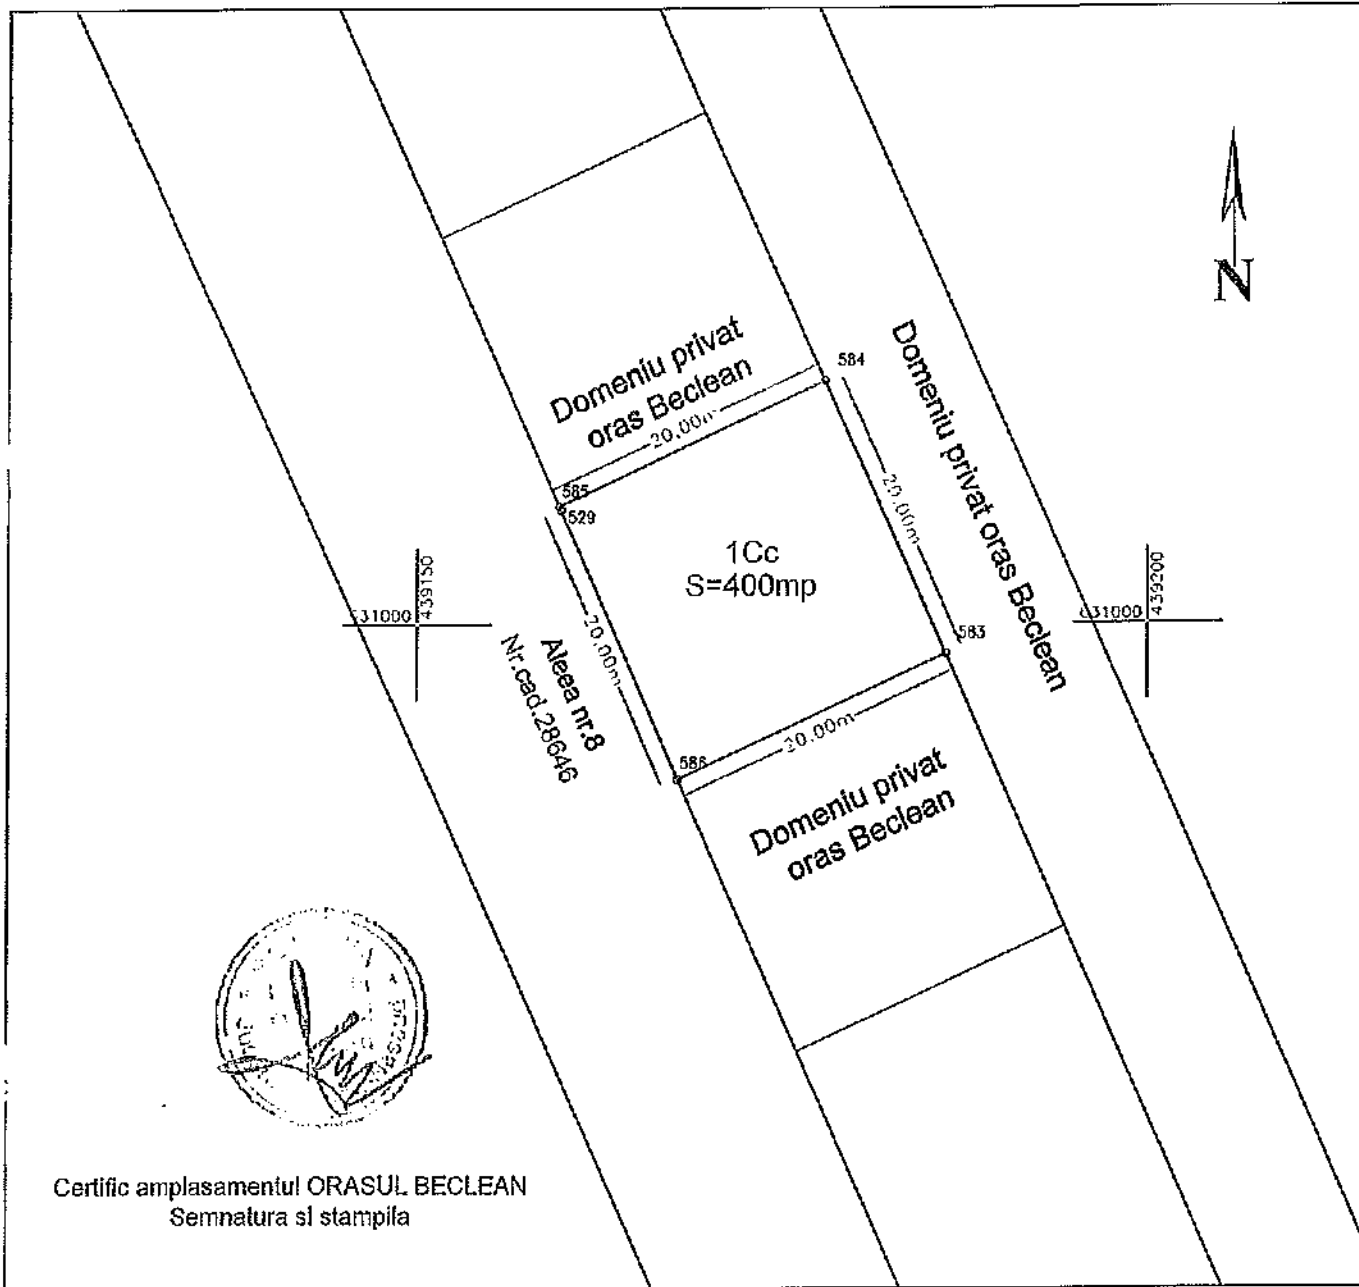 N
584
Domeniu privat
oras Beclean
20.00m
Domeniu privat oras Beclean
585
529
20.00m
1Cc
S=400mp
439150
439200
631000
583
20.00m
Aleea nr.8
Nr.cad.28646
20.00m
586
Domeniu privat
oras Beclean
Certific amplasamentul ORASUL BECLEAN
Semnatura si stampila